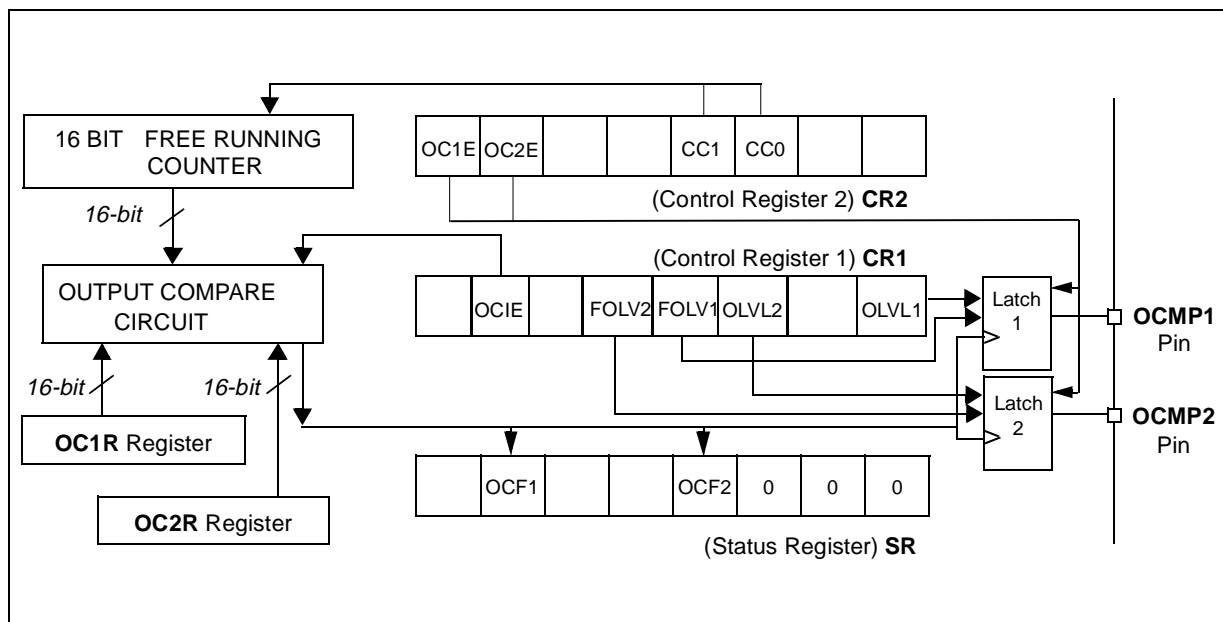 16 BIT FREE RUNNING
COUNTER
OC1E OC2E CC1 CC0
(Control Register 2) CR2
16-bit
(Control Register 1) CR1
OUTPUT COMPARE
CIRCUIT
OCIE FOLV2 FOLV1 OLVL2 OLVL1
Latch
1
OCMP1
Pin
16-bit
16-bit
Latch
2
OCMP2
Pin
OC1R Register
OCF1 OCF2 0 0 0
OC2R Register
(Status Register) SR